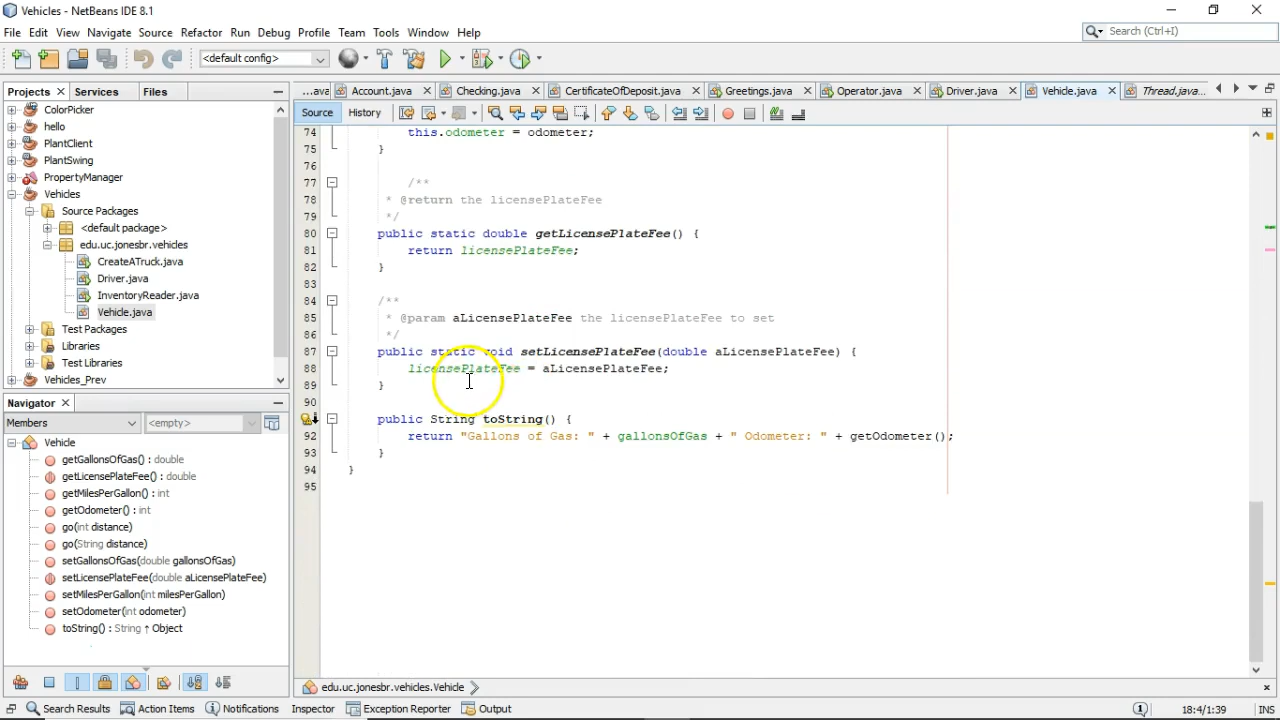 Vehicles - NetBeans IDE 8.1
File Edit View Navigate Source Refactor Run Debug Profile Team Tools Window Help
Search (Ctrl+I)
<default config>
Projects Services Files
...ava Account.java Checking.java CertificateOfDeposit.java Greetings.java Operator.java Driver.java Vehicle.java Thread.java...
Source History
ColorPicker
hello
PlantClient
PlantSwing
PropertyManager
Vehicles
Source Packages
<default package>
edu.uc.jonesbr.vehicles
CreateATruck.java
Driver.java
InventoryReader.java
Vehicle.java
Test Packages
Libraries
Test Libraries
Vehicles_Prev
Navigator
Members <empty>
Vehicle
getGallonsOfGas() : double
getLicensePlateFee() : double
getMilesPerGallon() : int
getOdometer() : int
go(int distance)
go(String distance)
setGallonsOfGas(double gallonsOfGas)
setLicensePlateFee(double aLicensePlateFee)
setMilesPerGallon(int milesPerGallon)
setOdometer(int odometer)
toString() : String ↑ Object
74 this.odometer = odometer;
75 }
76
77 /**
78 * @return the licensePlateFee
79 */
80 public static double getLicensePlateFee() {
81 return licensePlateFee;
82 }
83
84 /**
85 * @param aLicensePlateFee the licensePlateFee to set
86 */
87 public static void setLicensePlateFee(double aLicensePlateFee) {
88 licensePlateFee = aLicensePlateFee;
89 }
90
public String toString() {
92 return "Gallons of Gas: " + gallonsOfGas + " Odometer: " + getOdometer();
93 }
94 }
95
edu.uc.jonesbr.vehicles.Vehicle
Search Results Action Items Notifications Inspector Exception Reporter Output
18:4/1:39 INS